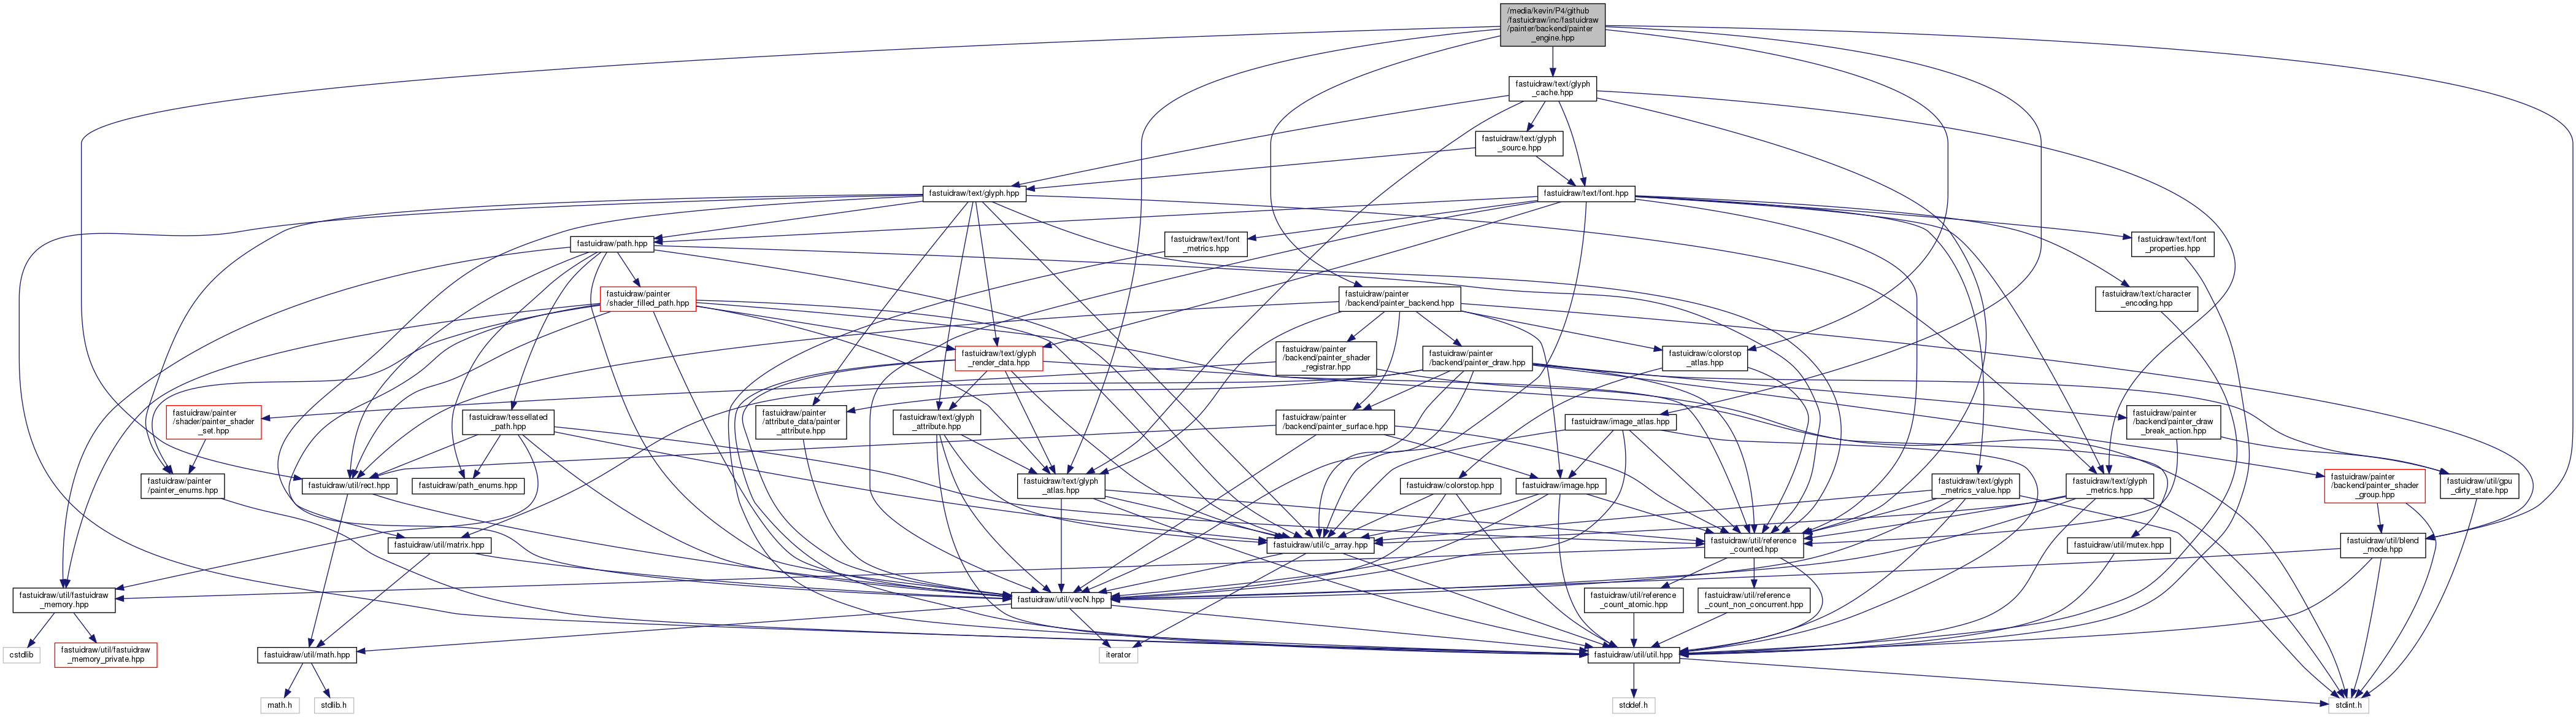 /media/kevin/P4/github
/fastuidraw/inc/fastuidraw
/painter/backend/painter
_engine.hpp
fastuidraw/text/glyph
_cache.hpp
fastuidraw/text/glyph
_source.hpp
fastuidraw/text/glyph.hpp
fastuidraw/text/font.hpp
fastuidraw/path.hpp
fastuidraw/text/font
_metrics.hpp
fastuidraw/text/font
_properties.hpp
fastuidraw/painter
/shader_filled_path.hpp
fastuidraw/painter
/backend/painter_backend.hpp
fastuidraw/text/character
_encoding.hpp
fastuidraw/text/glyph
_render_data.hpp
fastuidraw/painter
/backend/painter_shader
_registrar.hpp
fastuidraw/painter
/backend/painter_draw.hpp
fastuidraw/colorstop
_atlas.hpp
fastuidraw/painter
/shader/painter_shader
_set.hpp
fastuidraw/tessellated
_path.hpp
fastuidraw/painter
/attribute_data/painter
_attribute.hpp
fastuidraw/text/glyph
_attribute.hpp
fastuidraw/painter
/backend/painter_surface.hpp
fastuidraw/image_atlas.hpp
fastuidraw/painter
/backend/painter_draw
_break_action.hpp
fastuidraw/painter
/painter_enums.hpp
fastuidraw/util/rect.hpp
fastuidraw/path_enums.hpp
fastuidraw/text/glyph
_atlas.hpp
fastuidraw/colorstop.hpp
fastuidraw/image.hpp
fastuidraw/text/glyph
_metrics_value.hpp
fastuidraw/text/glyph
_metrics.hpp
fastuidraw/painter
/backend/painter_shader
_group.hpp
fastuidraw/util/gpu
_dirty_state.hpp
fastuidraw/util/matrix.hpp
fastuidraw/util/c_array.hpp
fastuidraw/util/reference
_counted.hpp
fastuidraw/util/mutex.hpp
fastuidraw/util/blend
_mode.hpp
fastuidraw/util/fastuidraw
_memory.hpp
fastuidraw/util/vecN.hpp
fastuidraw/util/reference
_count_atomic.hpp
fastuidraw/util/reference
_count_non_concurrent.hpp
cstdlib
fastuidraw/util/fastuidraw
_memory_private.hpp
fastuidraw/util/math.hpp
iterator
fastuidraw/util/util.hpp
math.h
stdlib.h
stddef.h
stdint.h